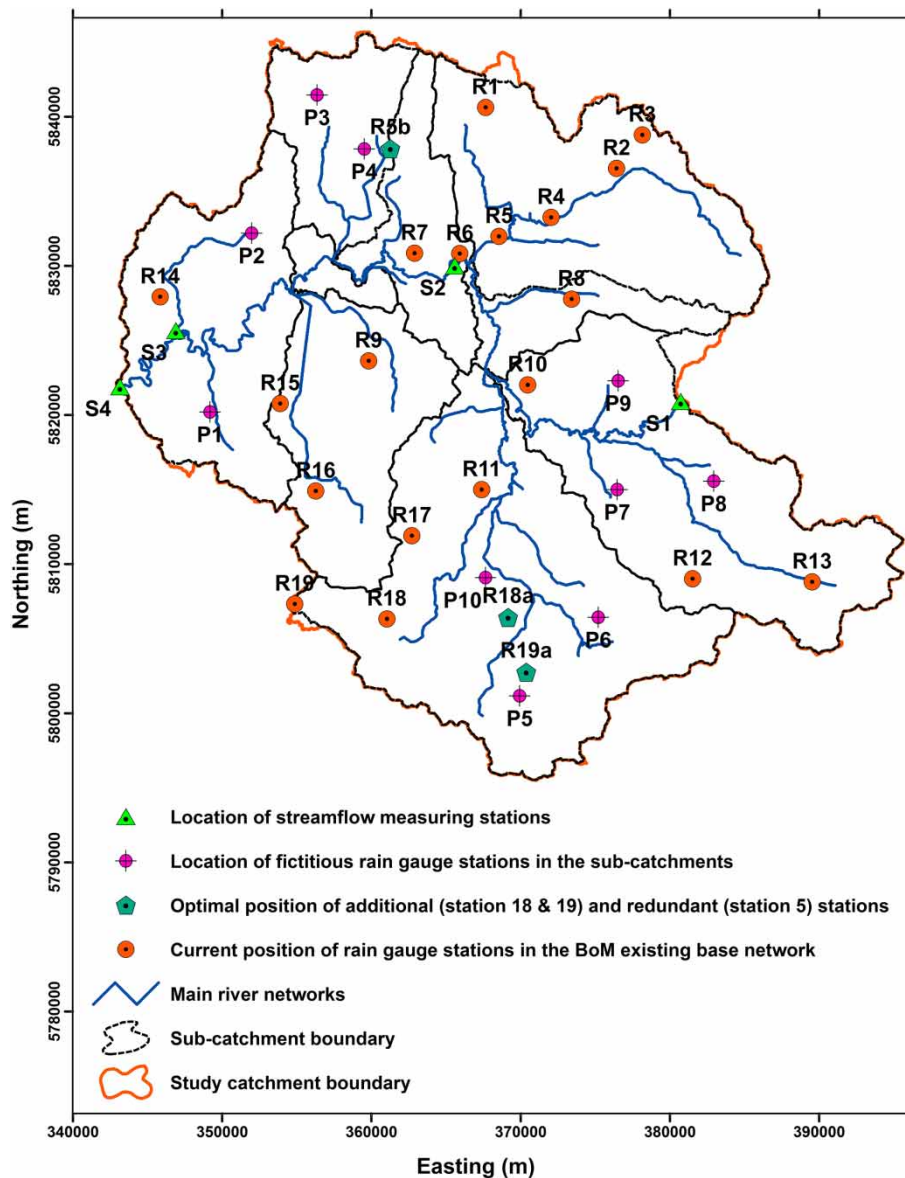 R1
R3
5840000
P3
R5b
R2
P4
R4
R5
R7
R6
P2
5830000
R14
S2
R8
S3
R9
R10
R15
P9
S4
5820000
P1
S1
R16
R11
R17
P7
P8
R12
R13
5810000
R19
R18
P10
R18a
P6
R19a
P5
5800000
Northing (m)
Location of streamflow measuring stations
5790000
Location of fictitious rain gauge stations in the sub-catchments
Optimal position of additional (station 18 & 19) and redundant (station 5) stations
Current position of rain gauge stations in the BoM existing base network
Main river networks
5780000
Sub-catchment boundary
Study catchment boundary
340000 350000 360000 370000 380000 390000
Easting (m)